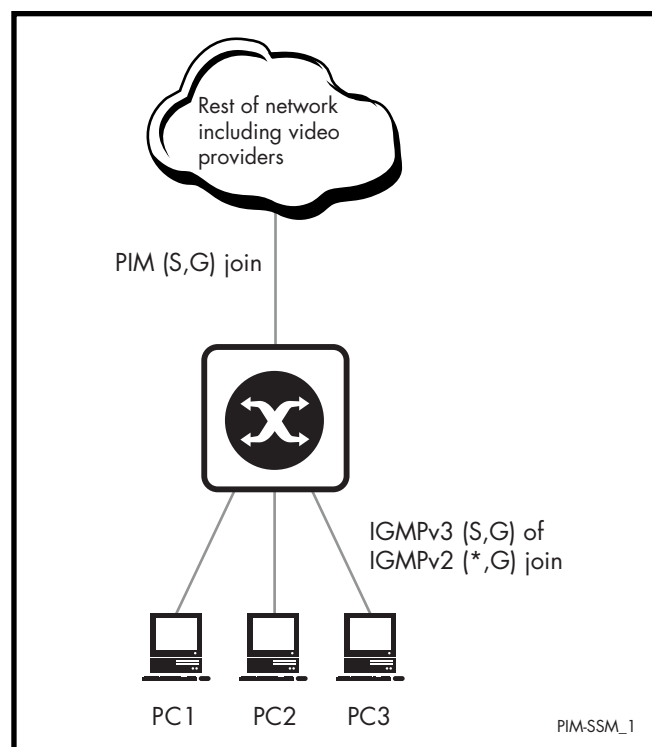 Rest of network
including video
providers
PIM (S,G) join
IGMPv3 (S,G) of
IGMPv2 (*,G) join
PC1 PC2 PC3
PIM-SSM_1